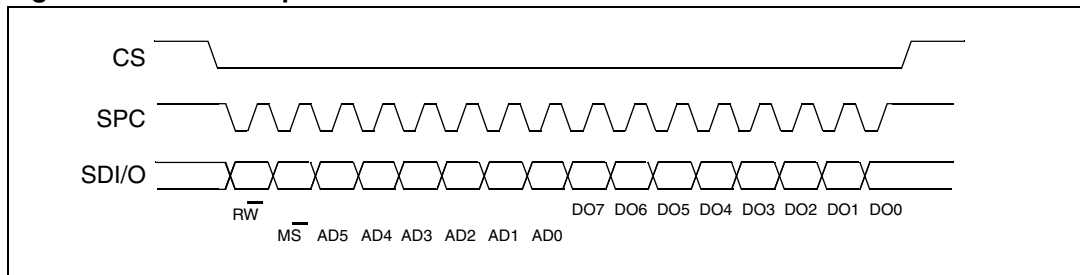 CS
SPC
SDI/O
RW DO7 DO6 DO5 DO4 DO3 DO2 DO1 DO0
MS AD5 AD4 AD3 AD2 AD1 AD0